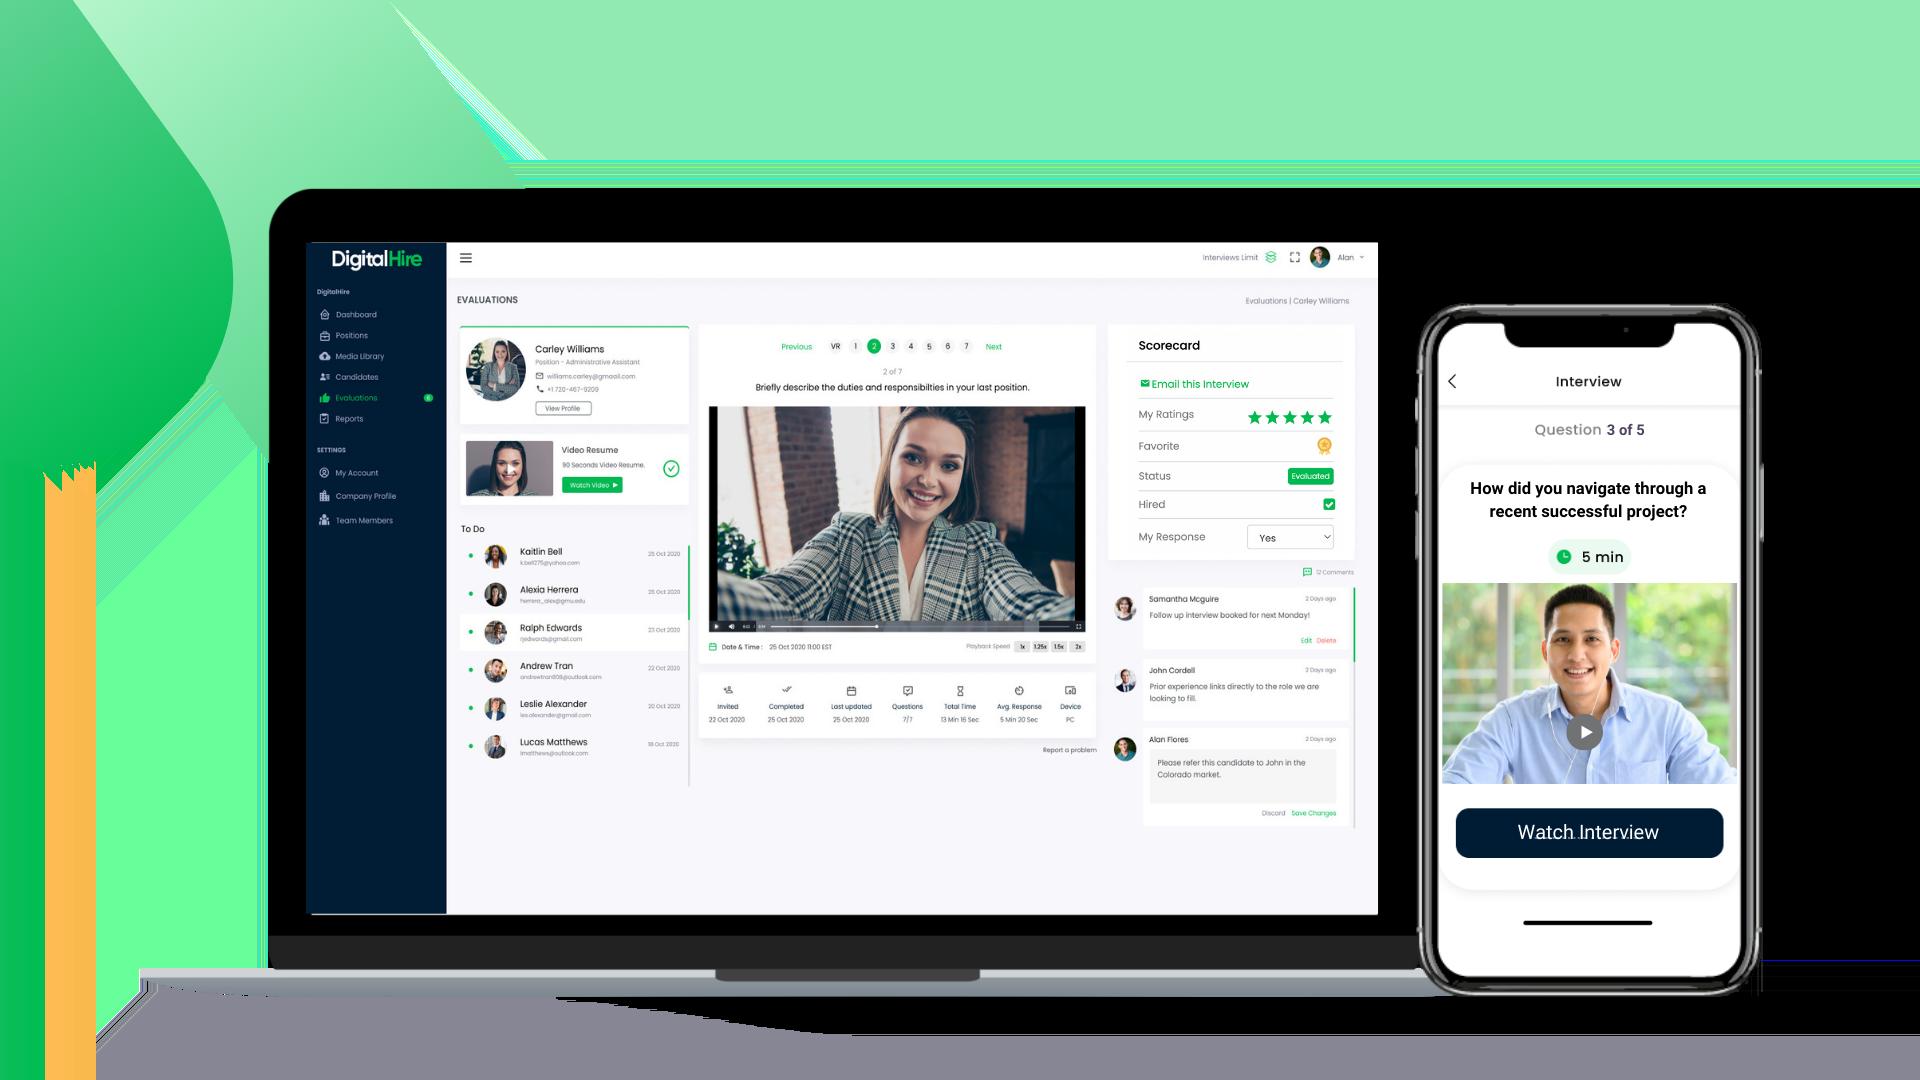 DigitalHire
Interviews Limit
Alan
DigitalHire
Dashboard
Positions
Media Library
Candidates
Evaluations
6
Reports
SETTINGS
My Account
Company Profile
Team Members
EVALUATIONS
Evaluations | Carley Williams
Carley Williams
Position - Administrative Assistant
williams.carley@gmaail.com
+1 720-467-9209
View Profile
Video Resume
90 Seconds Video Resume.
Watch Video
To Do
Kaitlin Bell
k.bell275@yahoo.com
25 Oct 2020
Alexia Herrera
herrera_alex@gmu.edu
25 Oct 2020
Ralph Edwards
rjedwards@gmail.com
23 Oct 2020
Andrew Tran
andrewtran808@outlook.com
22 Oct 2020
Leslie Alexander
les.alexander@gmail.com
20 Oct 2020
Lucas Matthews
lmatthews@outlook.com
18 Oct 2020
Previous VR 1 2 3 4 5 6 7 Next
2 of 7
Briefly describe the duties and responsibilties in your last position.
Date & Time : 25 Oct 2020 11:00 EST
Playback Speed 1x 1.25x 1.5x 2x
Invited Completed Last updated Questions Total Time Avg. Response Device
22 Oct 2020 25 Oct 2020 25 Oct 2020 7/7 13 Min 16 Sec 5 Min 20 Sec PC
Report a problem
Scorecard
Email this Interview
My Ratings
Favorite
Status Evaluated
Hired
My Response Yes
12 Comments
Samantha Mcguire 2 Days ago
Follow up interview booked for next Monday!
Edit Delete
John Cordell 2 Days ago
Prior experience links directly to the role we are
looking to fill.
Alan Flores 2 Days ago
Please refer this candidate to John in the
Colorado market.
Discard Save Changes
Interview
Question 3 of 5
How did you navigate through a
recent successful project?
5 min
Watch Interview